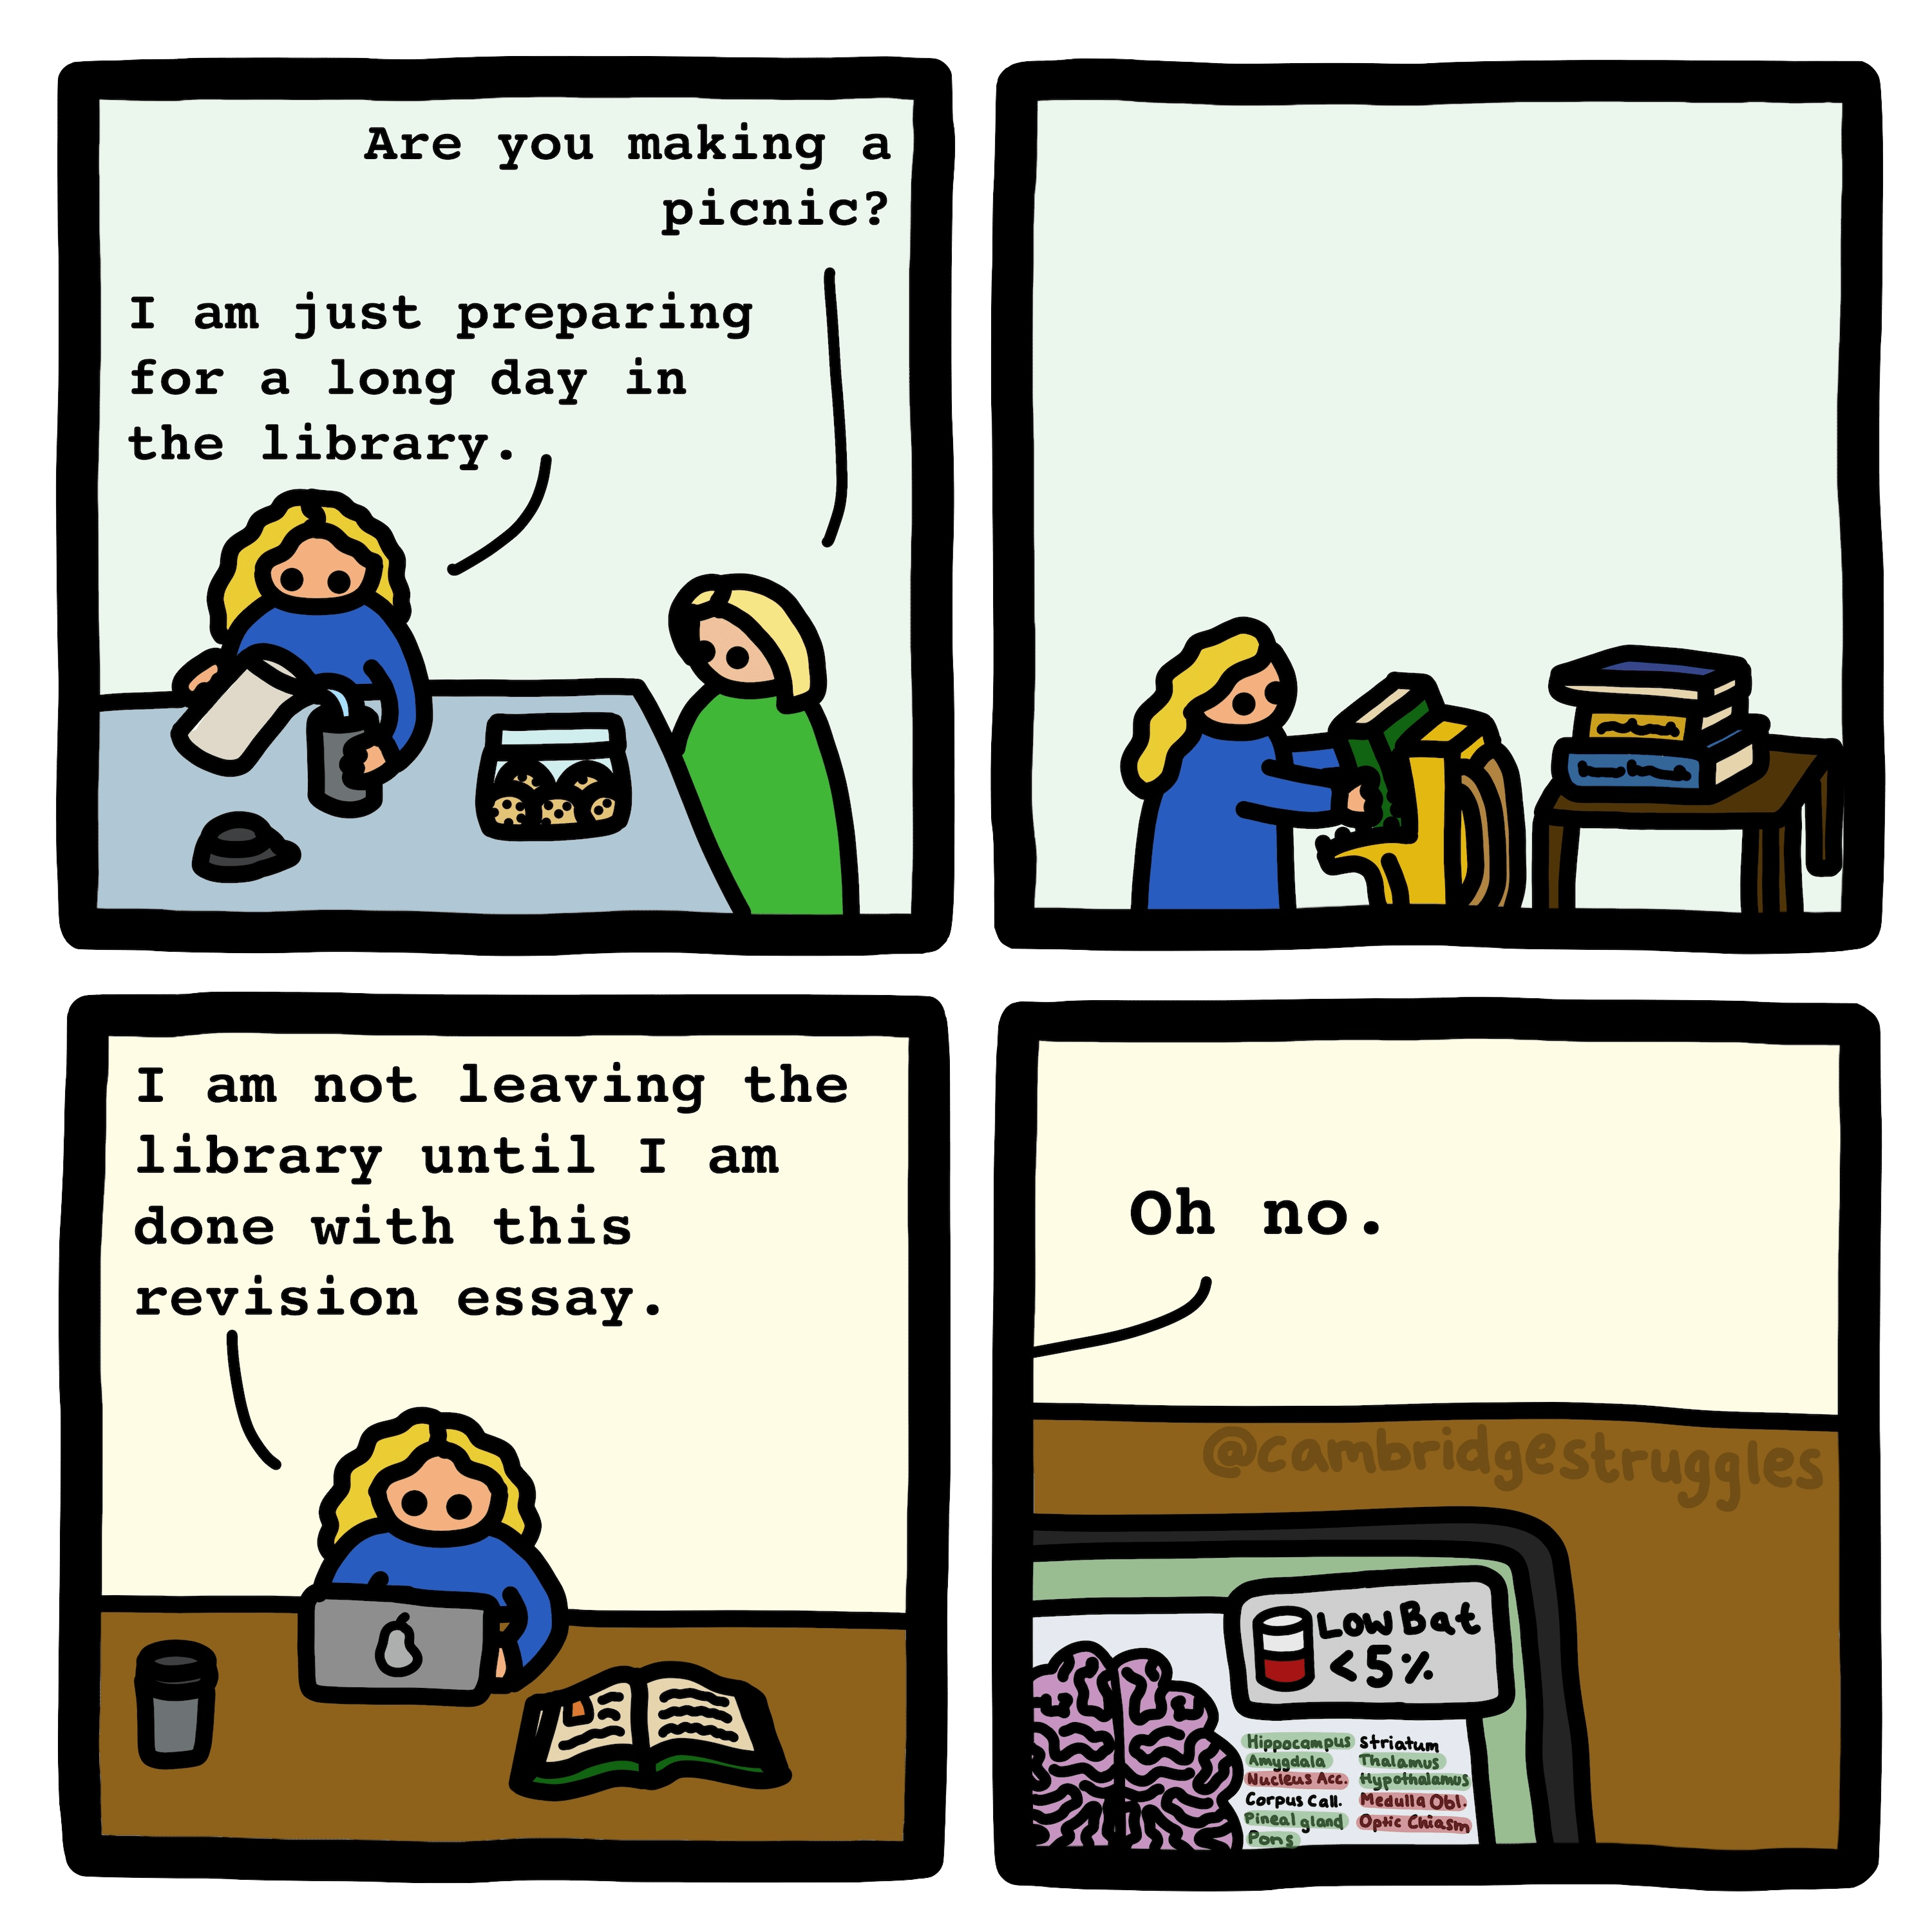 Are you making a
picnic?
I am just preparing
for a long day in
the library.
I am not leaving the
library until I am
done with this
revision essay.
Oh no.
@cambridgestruggles
Low Bat
<5%
Hippocampus
Amygdala
Nucleus Acc.
Corpus Call.
Pineal gland
Pons
Striatum
Thalamus
Hypothalamus
Medulla Obl.
Optic Chiasm